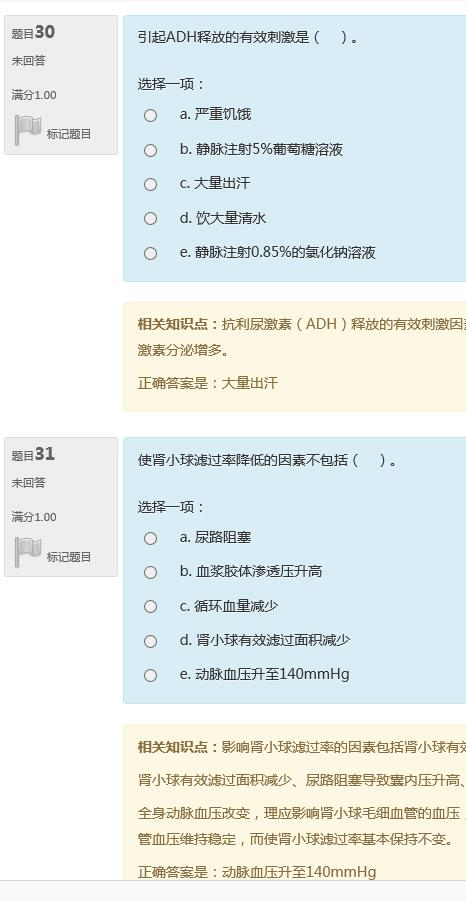 题目30
未回答
满分1.00
标记题目
引起ADH释放的有效刺激是（　）。
选择一项：
a. 严重饥饿
b. 静脉注射5%葡萄糖溶液
c. 大量出汗
d. 饮大量清水
e. 静脉注射0.85%的氯化钠溶液
相关知识点：抗利尿激素（ADH）释放的有效刺激因
激素分泌增多。
正确答案是：大量出汗
题目31
未回答
满分1.00
标记题目
使肾小球滤过率降低的因素不包括（　）。
选择一项：
a. 尿路阻塞
b. 血浆胶体渗透压升高
c. 循环血量减少
d. 肾小球有效滤过面积减少
e. 动脉血压升至140mmHg
相关知识点：影响肾小球滤过率的因素包括肾小球有
肾小球有效滤过面积减少、尿路阻塞导致囊内压升高、
全身动脉血压改变，理应影响肾小球毛细血管的血压，
管血压维持稳定，而使肾小球滤过率基本保持不变。
正确答案是：动脉血压升至140mmHg